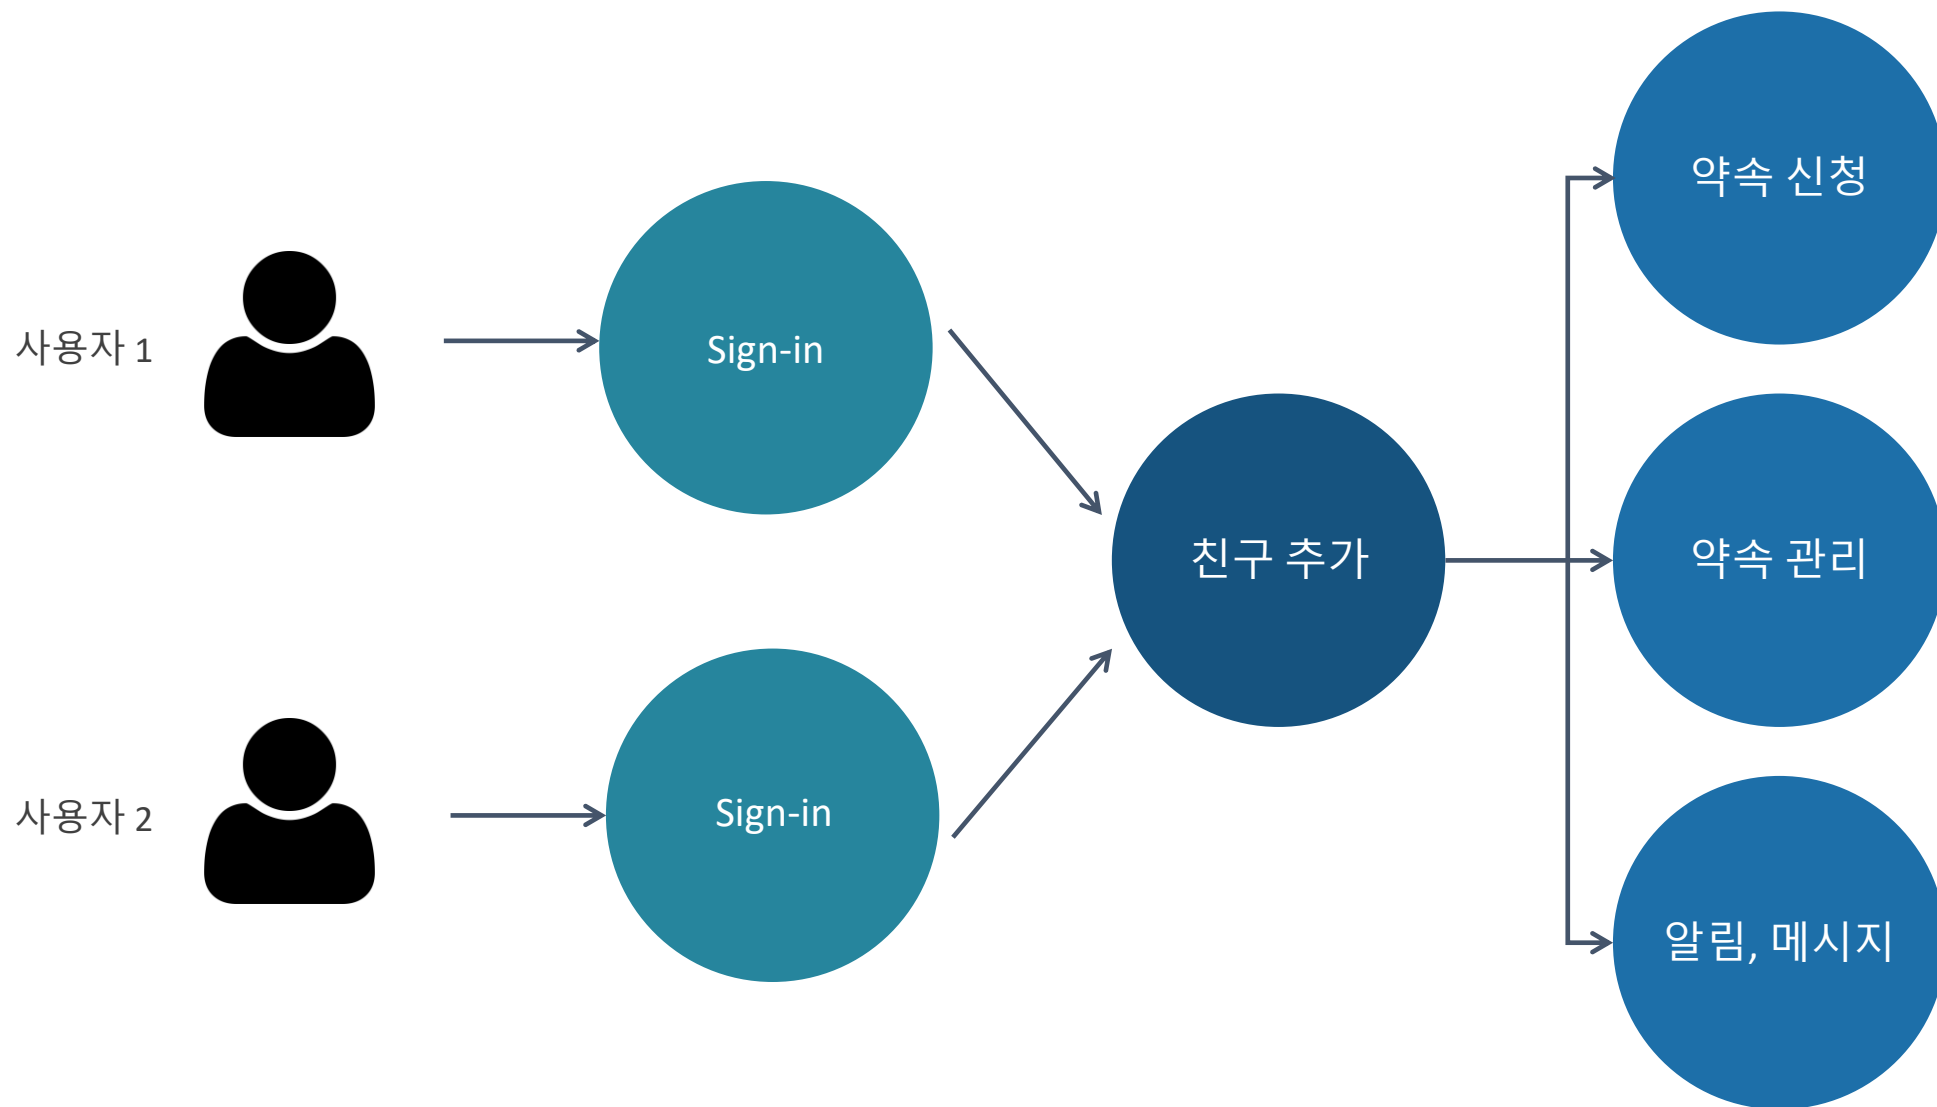 사용자 1
Sign-in
사용자 2
Sign-in
친구 추가
약속 신청
약속 관리
알림, 메시지